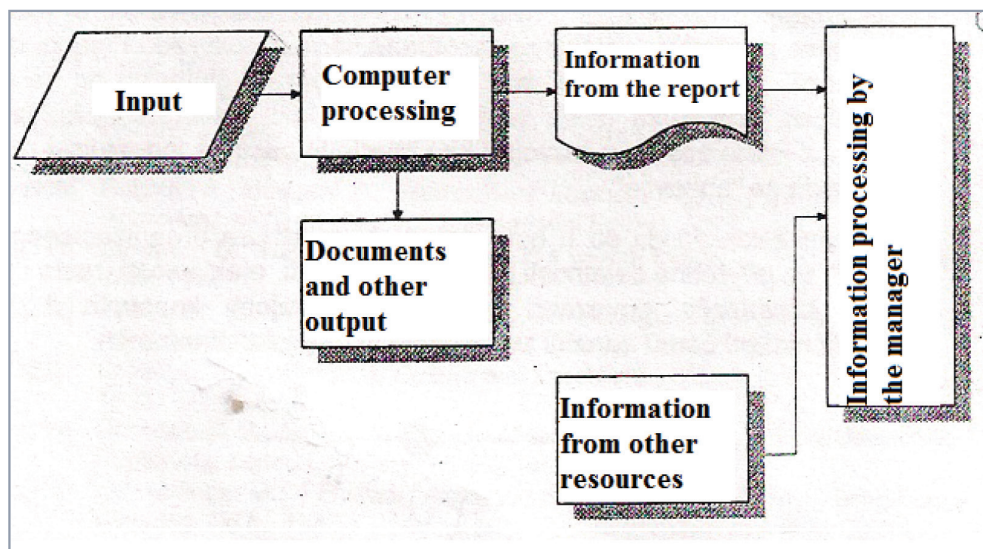 Input
Computer
processing
Information
from the report
Documents
and other
output
Information
from other
resources
Information processing by
the manager